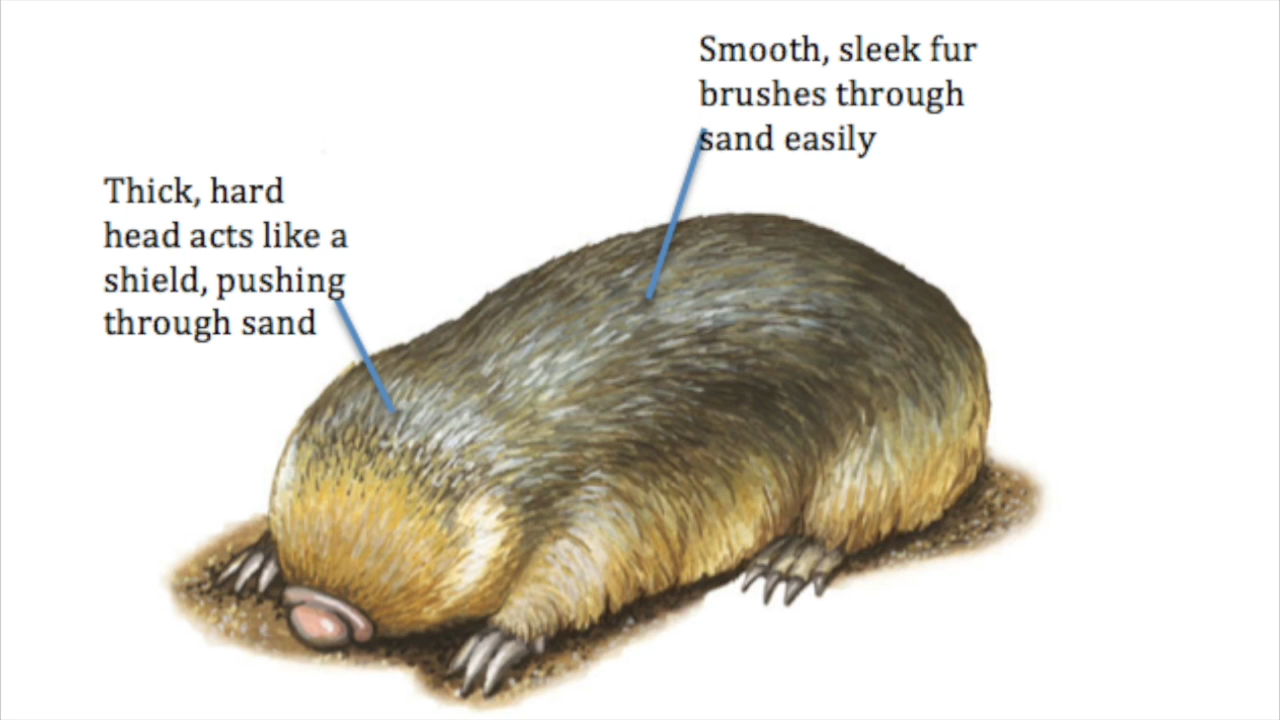 Smooth, sleek fur
brushes through
sand easily
Thick, hard
head acts like a
shield, pushing
through sand